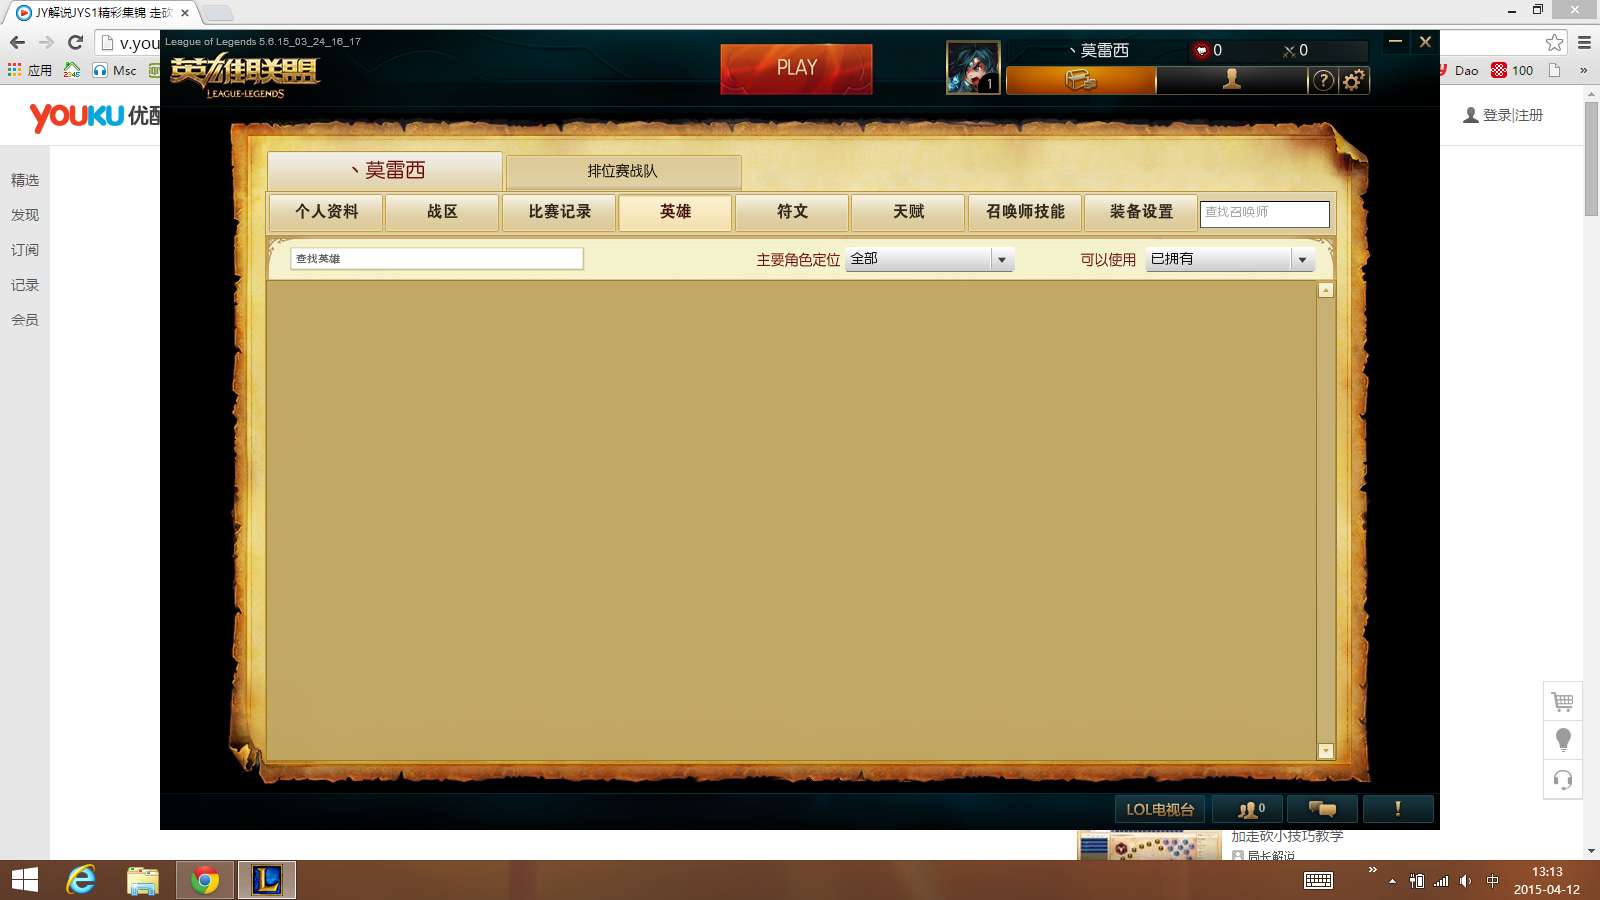 JY解说JYS1精彩集锦 走砍
v.you
应用
2345
Msc
Dao
100
»
YOUKU 优酷
登录|注册
精选
发现
订阅
记录
会员
League of Legends 5.6.15_03_24_16_17
英雄联盟
LEAGUE of LEGENDS
PLAY
1
丶莫雷西
0
0
?
丶莫雷西
排位赛战队
个人资料
战区
比赛记录
英雄
符文
天赋
召唤师技能
装备设置
查找召唤师
查找英雄
主要角色定位
全部
可以使用
已拥有
LOL电视台
0
!
加走砍小技巧教学
局长解说
»
中
13:13
2015-04-12